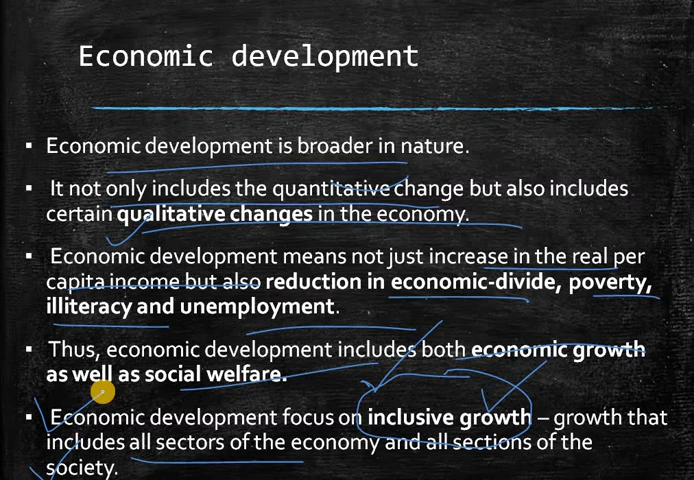 Economic development
▪ Economic development is broader in nature.
▪ It not only includes the quantitative change but also includes
certain qualitative changes in the economy.
▪ Economic development means not just increase in the real per
capita income but also reduction in economic-divide, poverty,
illiteracy and unemployment.
▪ Thus, economic development includes both economic growth
as well as social welfare.
▪ Economic development focus on inclusive growth – growth that
includes all sectors of the economy and all sections of the
society.